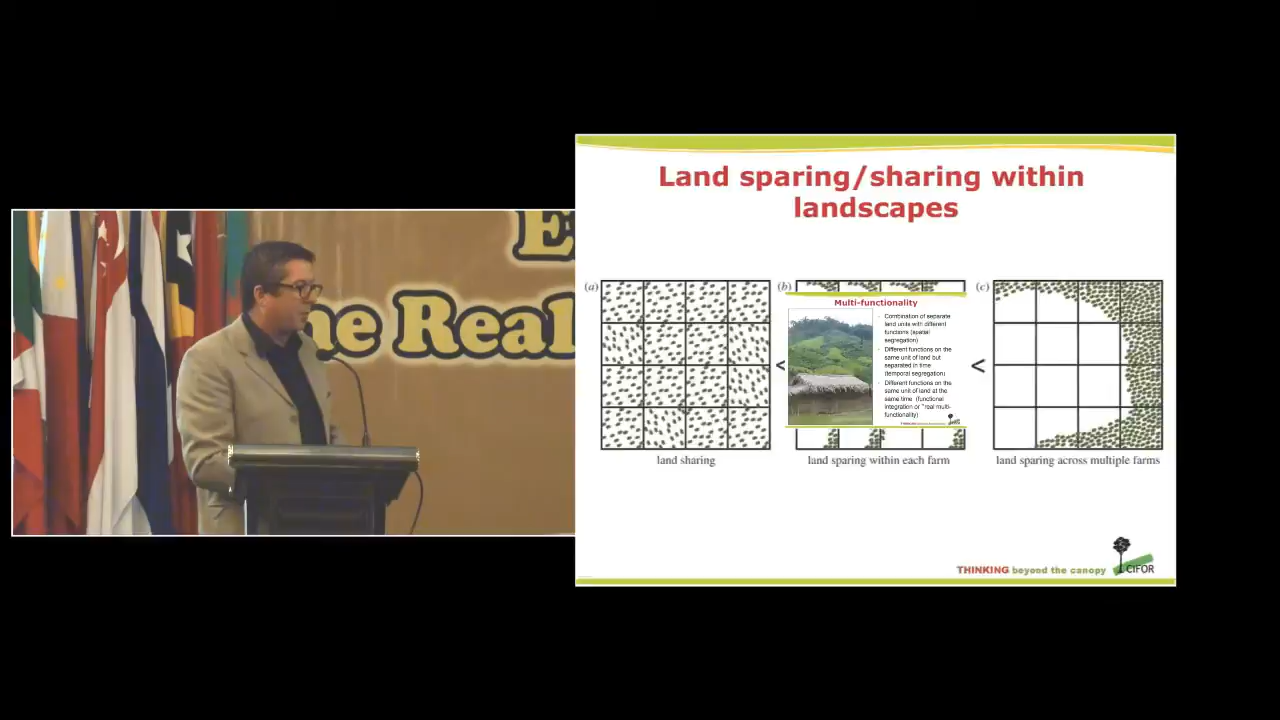 E
he Real
Land sparing/sharing within
landscapes
(a)
(b)
(c)
Multi-functionality
Combination of separate
land units with different
functions (spatial
segregation)
Different functions on the
same unit of land but
separated in time
(temporal segregation)
Different functions on the
same unit of land at the
same time (functional
integration or "real multi-
functionality)
<
<
land sharing
land sparing within each farm
land sparing across multiple farms
THINKING beyond the canopy
CIFOR